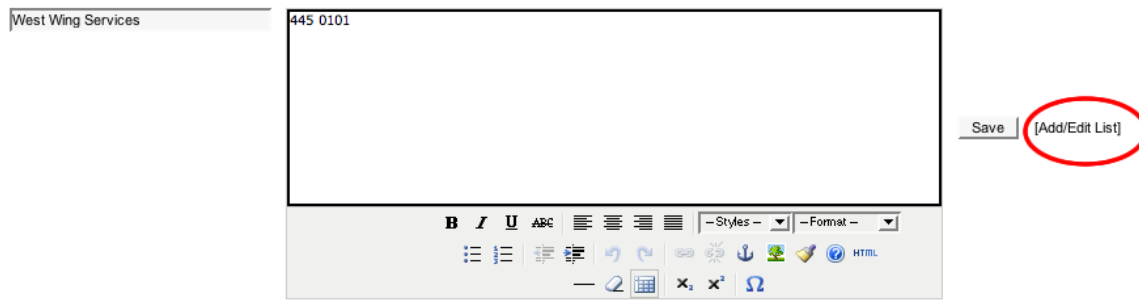 West Wing Services
445 0101
Save [Add/Edit List]
B I U ABC -- Styles -- -- Format --
HTML
x₂ x² Ω